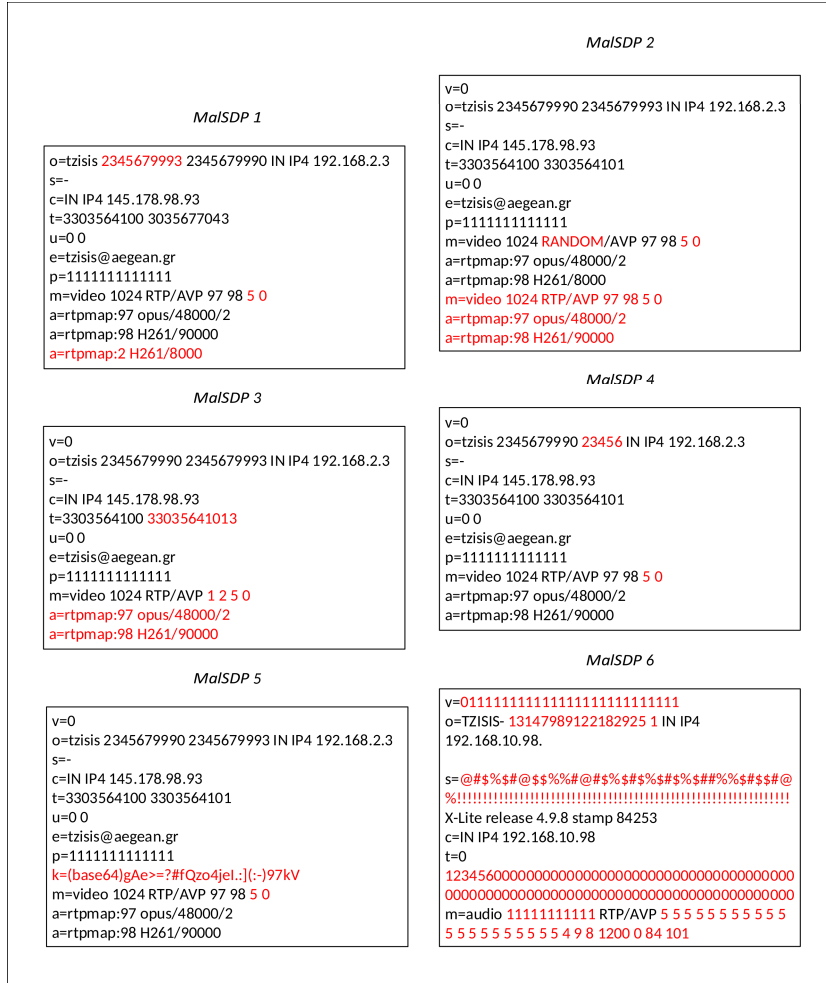 MalSDP 1
o=tzisis 2345679993 2345679990 IN IP4 192.168.2.3
s=-
c=IN IP4 145.178.98.93
t=3303564100 3035677043
u=0 0
e=tzisis@aegean.gr
p=1111111111111
m=video 1024 RTP/AVP 97 98 5 0
a=rtpmap:97 opus/48000/2
a=rtpmap:98 H261/90000
a=rtpmap:2 H261/8000
MalSDP 2
v=0
o=tzisis 2345679990 2345679993 IN IP4 192.168.2.3
s=-
c=IN IP4 145.178.98.93
t=3303564100 3303564101
u=0 0
e=tzisis@aegean.gr
p=1111111111111
m=video 1024 RANDOM/AVP 97 98 5 0
a=rtpmap:97 opus/48000/2
a=rtpmap:98 H261/8000
m=video 1024 RTP/AVP 97 98 5 0
a=rtpmap:97 opus/48000/2
a=rtpmap:98 H261/90000
MalSDP 3
v=0
o=tzisis 2345679990 2345679993 IN IP4 192.168.2.3
s=-
c=IN IP4 145.178.98.93
t=3303564100 33035641013
u=0 0
e=tzisis@aegean.gr
p=1111111111111
m=video 1024 RTP/AVP 1 2 5 0
a=rtpmap:97 opus/48000/2
a=rtpmap:98 H261/90000
MalSDP 4
v=0
o=tzisis 2345679990 23456 IN IP4 192.168.2.3
s=-
c=IN IP4 145.178.98.93
t=3303564100 3303564101
u=0 0
e=tzisis@aegean.gr
p=1111111111111
m=video 1024 RTP/AVP 97 98 5 0
a=rtpmap:97 opus/48000/2
a=rtpmap:98 H261/90000
MalSDP 5
v=0
o=tzisis 2345679990 2345679993 IN IP4 192.168.2.3
s=-
c=IN IP4 145.178.98.93
t=3303564100 3303564101
u=0 0
e=tzisis@aegean.gr
p=1111111111111
k=(base64)gAe>=?#fQzo4jeI.:](:-)97kV
m=video 1024 RTP/AVP 97 98 5 0
a=rtpmap:97 opus/48000/2
a=rtpmap:98 H261/90000
MalSDP 6
v=0111111111111111111111111
o=TZISIS- 13147989122182925 1 IN IP4
192.168.10.98.
s=@#$%$#@$$%%#@#$%$#$%$#$%$##%%#$$#@
%!!!!!!!!!!!!!!!!!!!!!!!!!!!!!!!!!!!!!!!!!!!!!!!!!!!!!!!!!!!!!!!!
X-Lite release 4.9.8 stamp 84253
c=IN IP4 192.168.10.98
t=0
12345600000000000000000000000000000000
00000000000000000000000000000000000000
m=audio 11111111111 RTP/AVP 5 5 5 5 5 5 5 5 5 5 5
5 5 5 5 5 5 5 5 5 5 4 9 8 1200 0 84 101